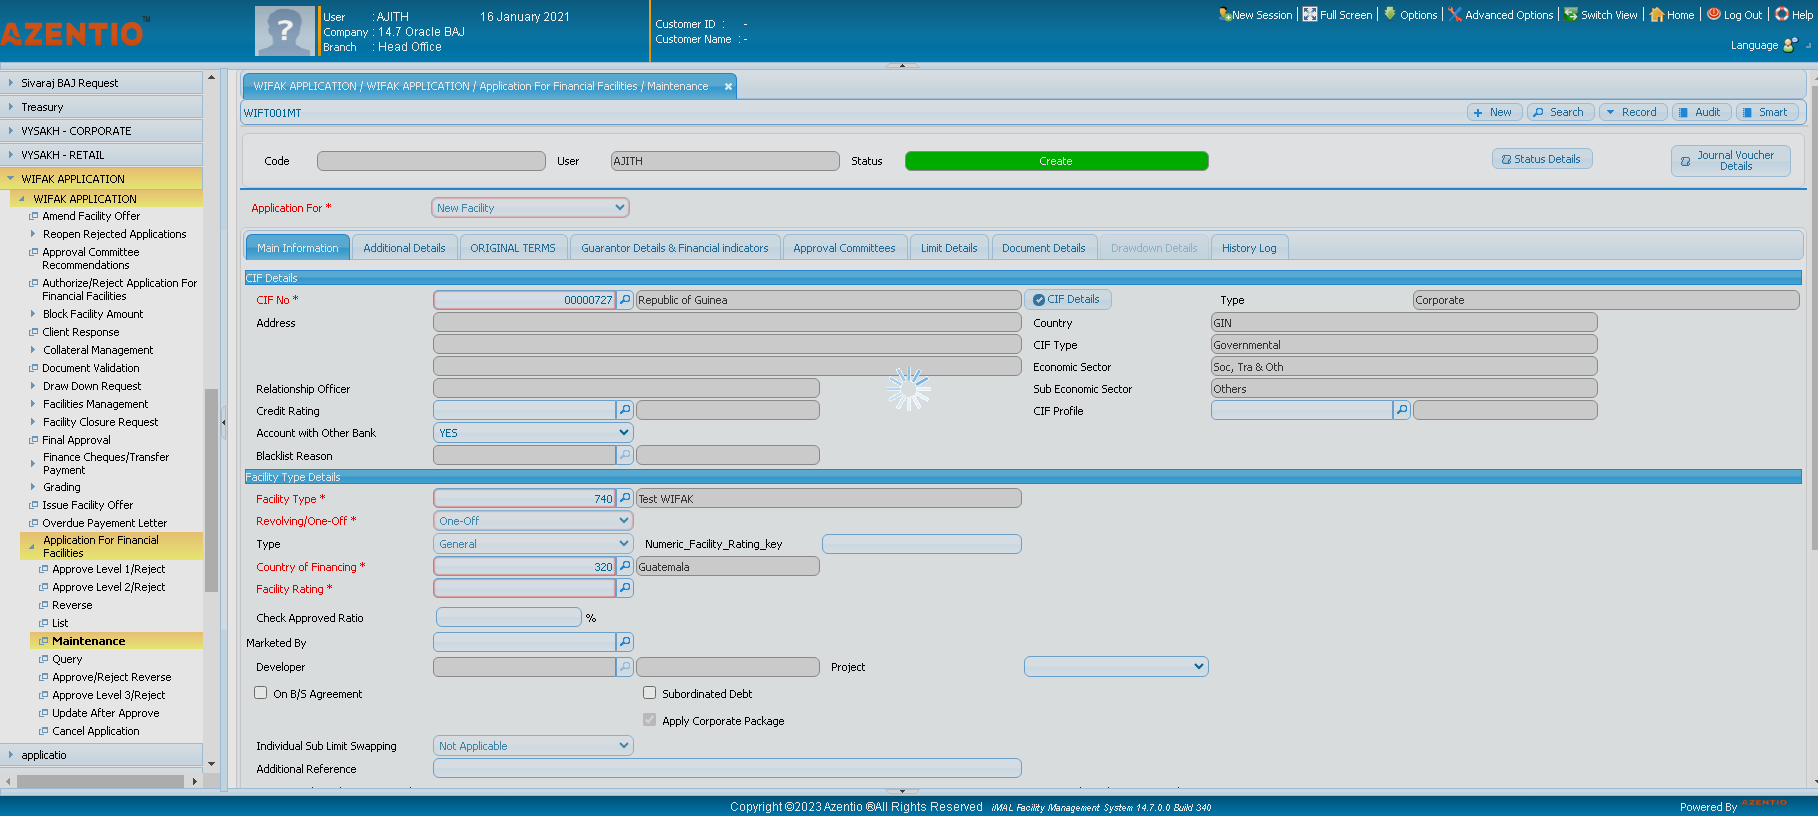 AZENTIO™
User : AJITH 16 January 2021
Company : 14.7 Oracle BAJ
Branch : Head Office
Customer ID : -
Customer Name : -
New Session | Full Screen | Options | Advanced Options | Switch View | Home | Log Out | Help
Language
Sivaraj BAJ Request
Treasury
VYSAKH - CORPORATE
VYSAKH - RETAIL
WIFAK APPLICATION
WIFAK APPLICATION
Amend Facility Offer
Reopen Rejected Applications
Approval Committee
Recommendations
Authorize/Reject Application For
Financial Facilities
Block Facility Amount
Client Response
Collateral Management
Document Validation
Draw Down Request
Facilities Management
Facility Closure Request
Final Approval
Finance Cheques/Transfer
Payment
Grading
Issue Facility Offer
Overdue Payement Letter
Application For Financial
Facilities
Approve Level 1/Reject
Approve Level 2/Reject
Reverse
List
Maintenance
Query
Approve/Reject Reverse
Approve Level 3/Reject
Update After Approve
Cancel Application
applicatio
WIFAK APPLICATION / WIFAK APPLICATION / Application For Financial Facilities / Maintenance
WIFT001MT
New Search Record Audit Smart
Code User AJITH Status Create Status Details
Journal Voucher
Details
Application For * New Facility
Main Information Additional Details ORIGINAL TERMS Guarantor Details & Financial indicators Approval Committees Limit Details Document Details Drawdown Details History Log
CIF Details
CIF No * 00000727 Republic of Guinea CIF Details Type Corporate
Address Country GIN
CIF Type Governmental
Economic Sector Soc, Tra & Oth
Relationship Officer Sub Economic Sector Others
Credit Rating CIF Profile
Account with Other Bank YES
Blacklist Reason
Facility Type Details
Facility Type * 740 Test WIFAK
Revolving/One-Off * One-Off
Type General Numeric_Facility_Rating_key
Country of Financing * 320 Guatemala
Facility Rating *
Check Approved Ratio %
Marketed By
Developer Project
On B/S Agreement Subordinated Debt
Apply Corporate Package
Individual Sub Limit Swapping Not Applicable
Additional Reference
Copyright ©2023 Azentio ®All Rights Reserved iMAL Facility Management System 14.7.0.0 Build 340
Powered By AZENTIO